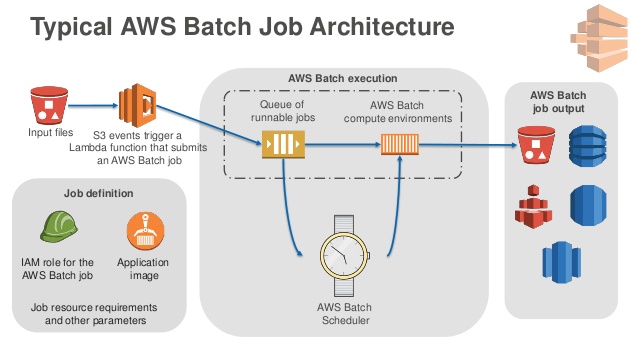 Typical AWS Batch Job Architecture
Input files
S3 events trigger a
Lambda function that submits
an AWS Batch job
AWS Batch execution
Queue of
runnable jobs
AWS Batch
compute environments
AWS Batch
Scheduler
AWS Batch
job output
Job definition
IAM role for the
AWS Batch job
Application
image
Job resource requirements
and other parameters